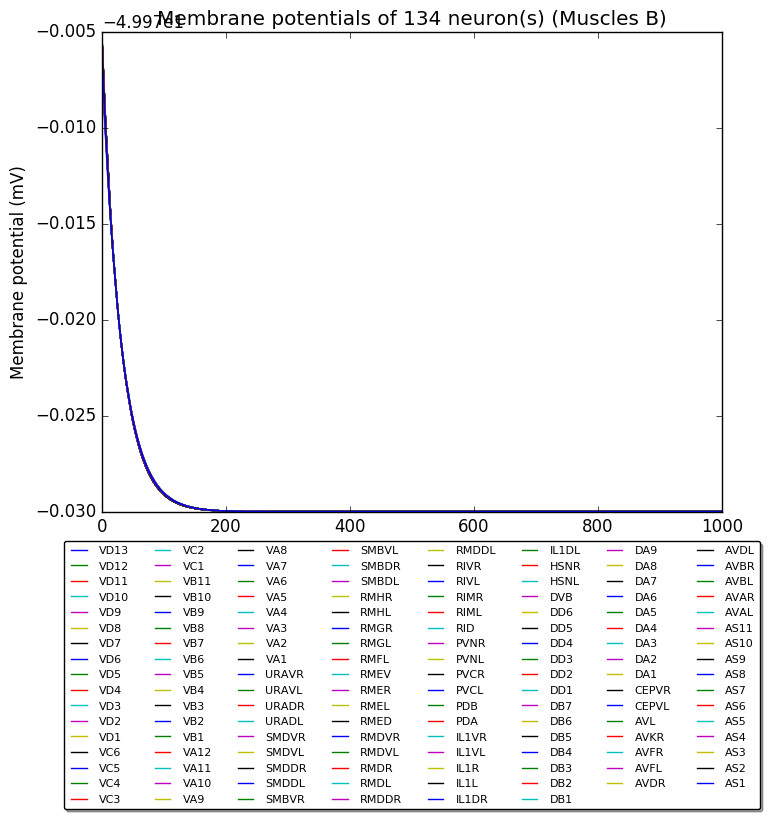 −4.997e1
Membrane potentials of 134 neuron(s) (Muscles B)
−0.005
−0.010
−0.015
−0.020
−0.025
−0.030
Membrane potential (mV)
0 200 400 600 800 1000
VD13 VC2 VA8 SMBVL RMDDL IL1DL DA9 AVDL
VD12 VC1 VA7 SMBDR RIVR HSNR DA8 AVBR
VD11 VB11 VA6 SMBDL RIVL HSNL DA7 AVBL
VD10 VB10 VA5 RMHR RIMR DVB DA6 AVAR
VD9 VB9 VA4 RMHL RIML DD6 DA5 AVAL
VD8 VB8 VA3 RMGR RID DD5 DA4 AS11
VD7 VB7 VA2 RMGL PVNR DD4 DA3 AS10
VD6 VB6 VA1 RMFL PVNL DD3 DA2 AS9
VD5 VB5 URAVR RMEV PVCR DD2 DA1 AS8
VD4 VB4 URAVL RMER PVCL DD1 CEPVR AS7
VD3 VB3 URADR RMEL PDB DB7 CEPVL AS6
VD2 VB2 URADL RMED PDA DB6 AVL AS5
VD1 VB1 SMDVR RMDVR IL1VR DB5 AVKR AS4
VC6 VA12 SMDVL RMDVL IL1VL DB4 AVFR AS3
VC5 VA11 SMDDR RMDR IL1R DB3 AVFL AS2
VC4 VA10 SMDDL RMDL IL1L DB2 AVDR AS1
VC3 VA9 SMBVR RMDDR IL1DR DB1